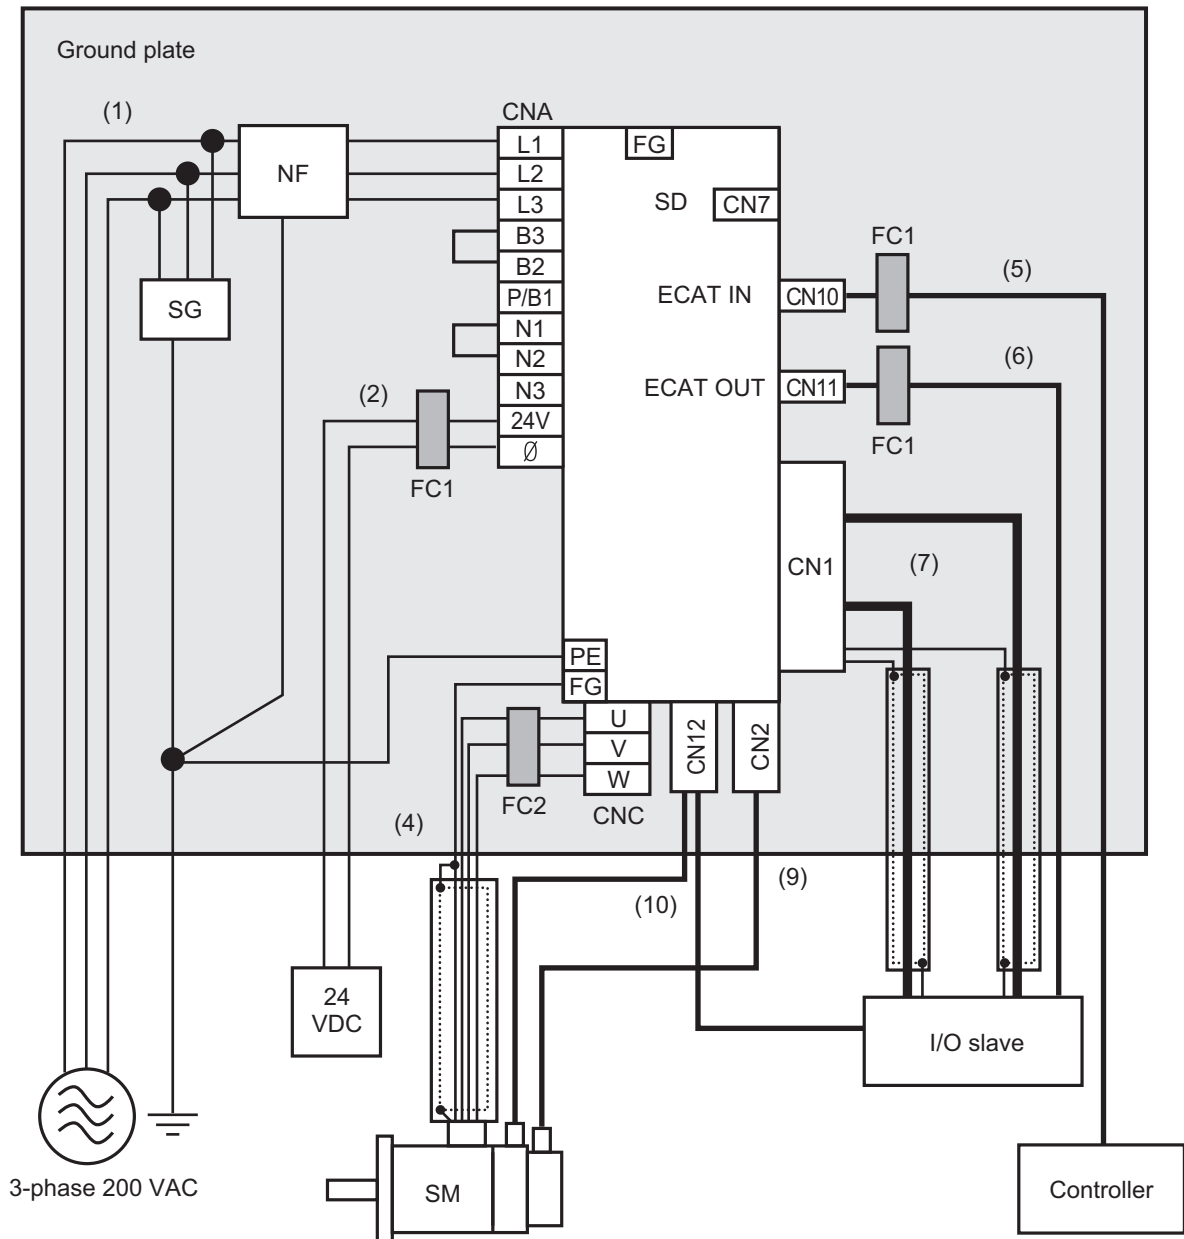 Ground plate
(1)
CNA
NF
L1
L2
L3
B3
B2
P/B1
N1
N2
N3
24V
Ø
FG
SD
CN7
SG
ECAT IN
CN10
FC1
(5)
ECAT OUT
CN11
FC1
(6)
(2)
FC1
CN1
(7)
PE
FG
U
V
W
CNC
FC2
CN12
CN2
(4)
(10)
(9)
24
VDC
I/O slave
3-phase 200 VAC
SM
Controller